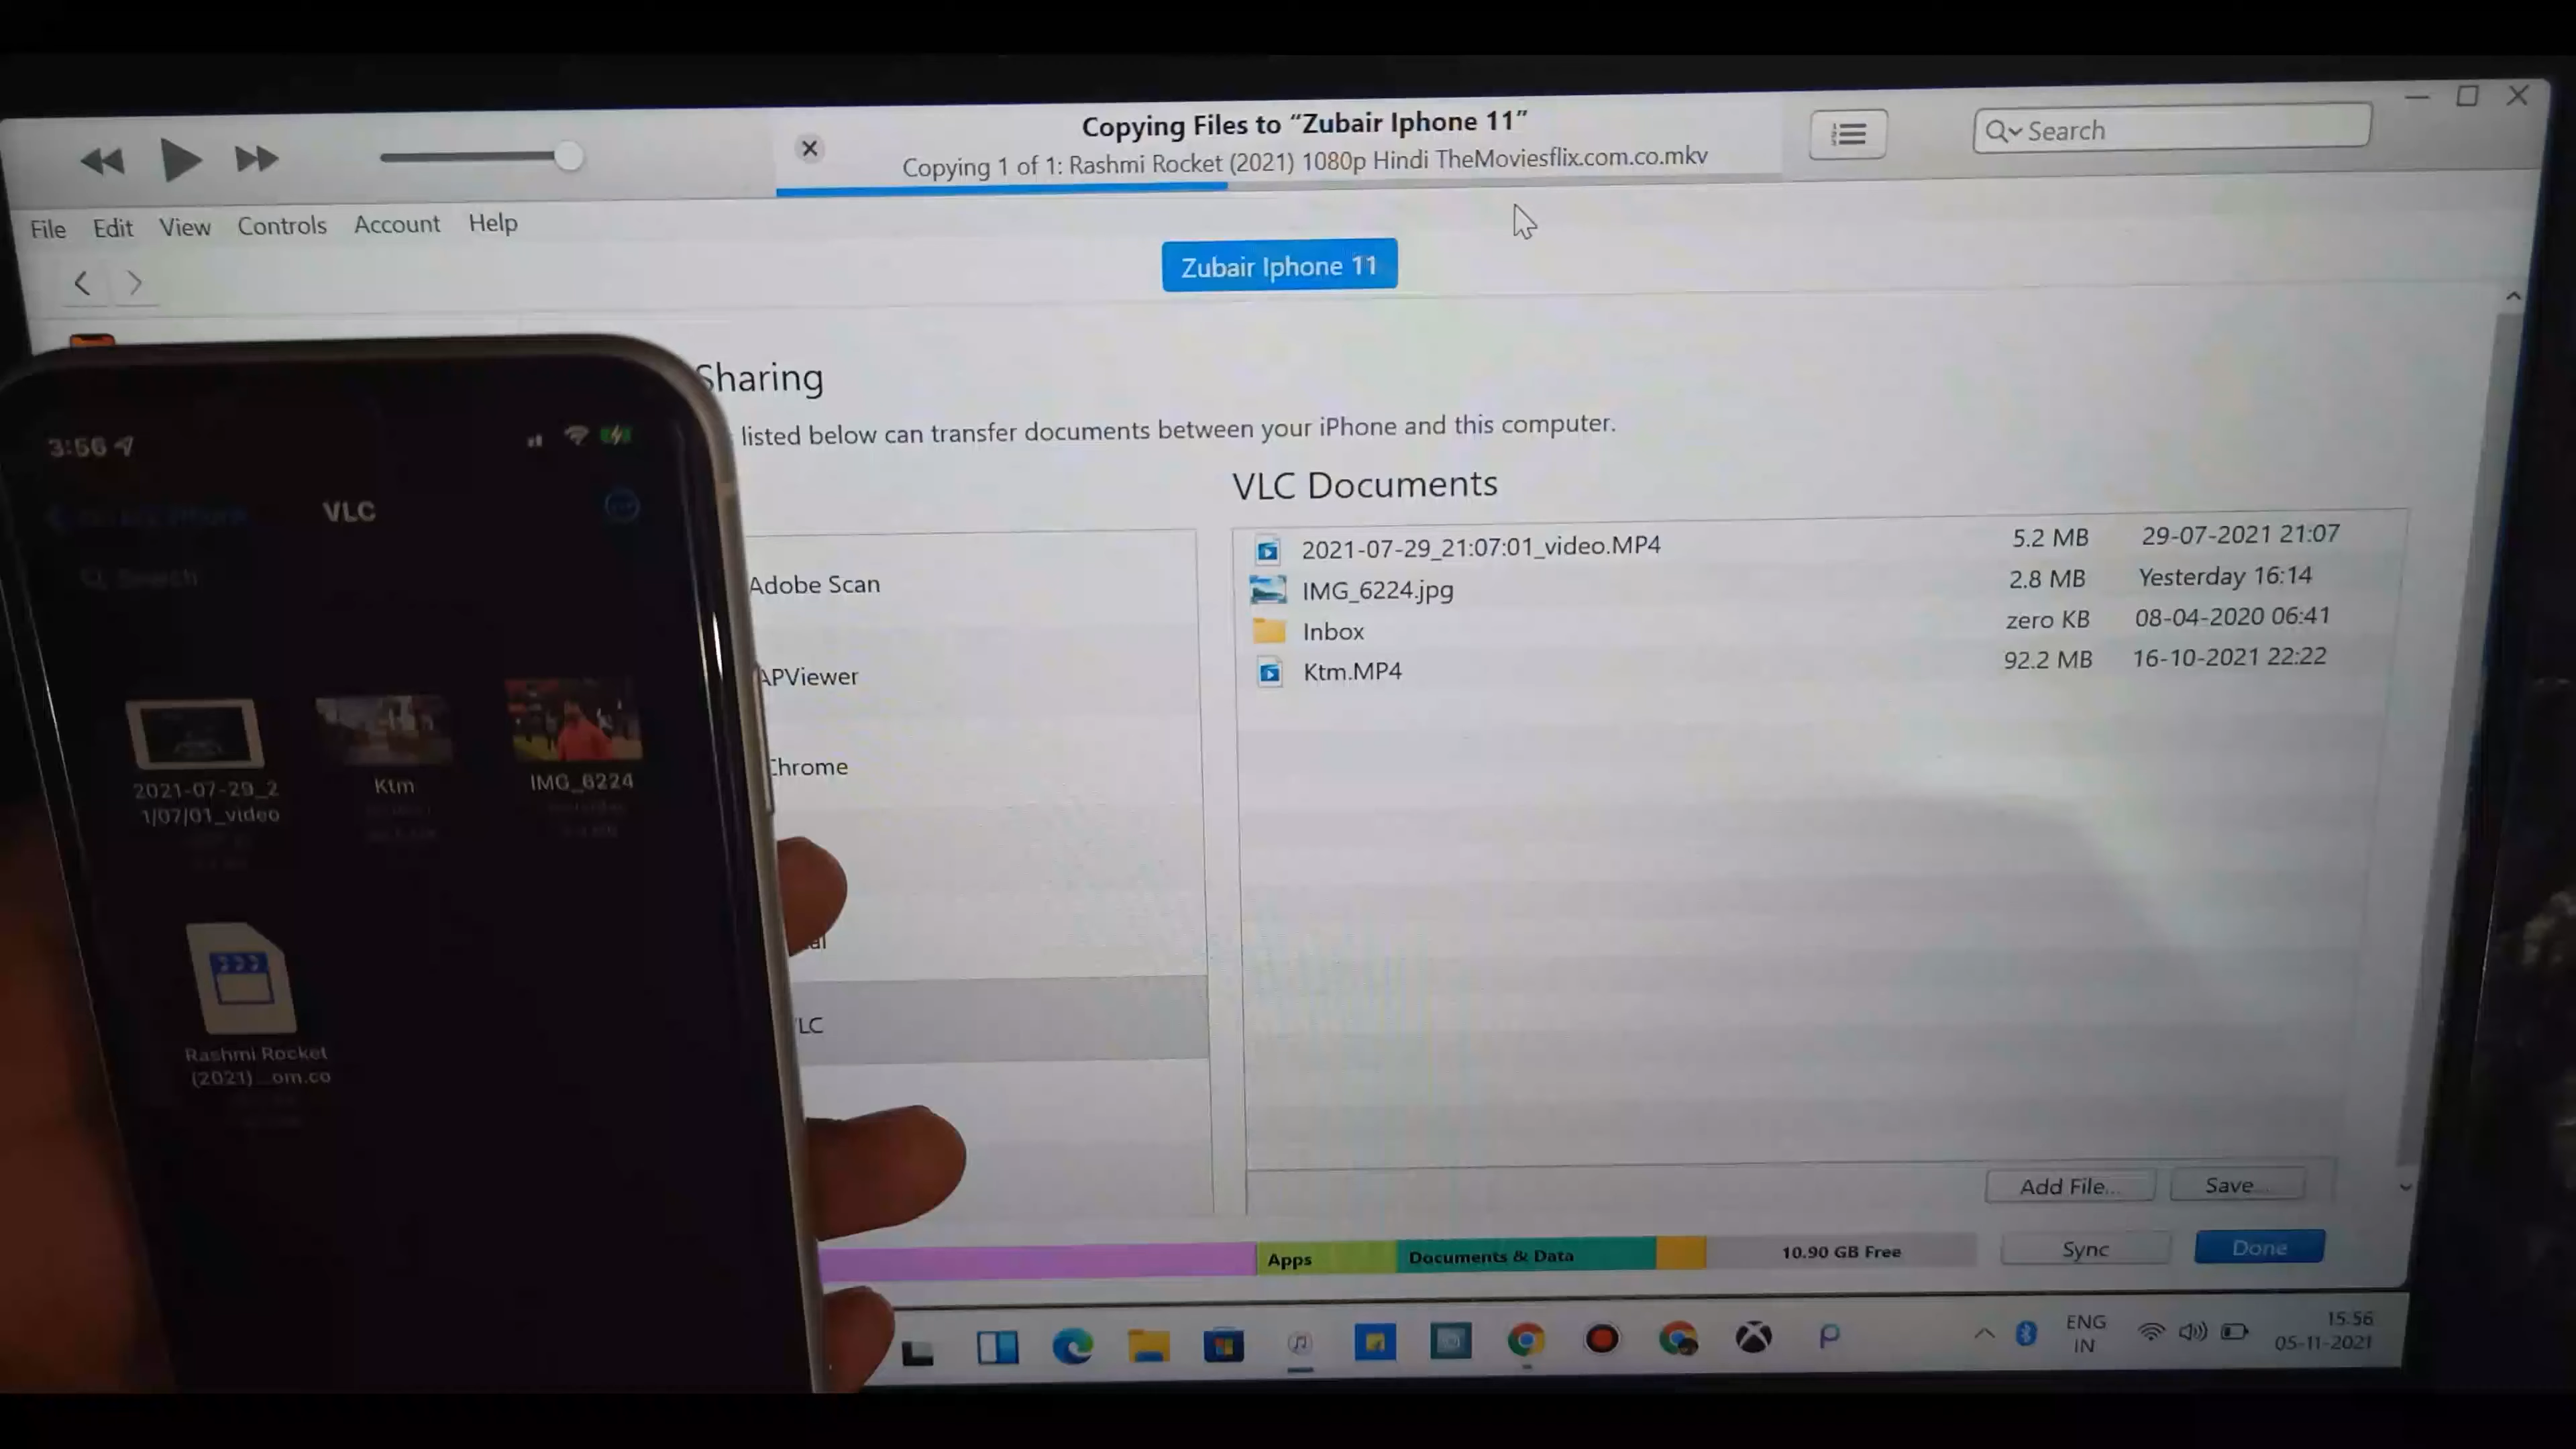 Copying Files to “Zubair Iphone 11”
Copying 1 of 1: Rashmi Rocket (2021) 1080p Hindi TheMoviesflix.com.co.mkv
Search
File Edit View Controls Account Help
Zubair Iphone 11
Sharing
listed below can transfer documents between your iPhone and this computer.
VLC Documents
2021-07-29_21:07:01_video.MP4 5.2 MB 29-07-2021 21:07
IMG_6224.jpg 2.8 MB Yesterday 16:14
Inbox zero KB 08-04-2020 06:41
Ktm.MP4 92.2 MB 16-10-2021 22:22
Adobe Scan
APViewer
Chrome
al
LC
Add File... Save...
Apps Documents & Data 10.90 GB Free Sync Done
ENG
IN
15:56
05-11-2021
3:56
VLC
Search
2021-07-29_2
1/07/01_video
Ktm
IMG_6224
Rashmi Rocket
(2021)...om.co